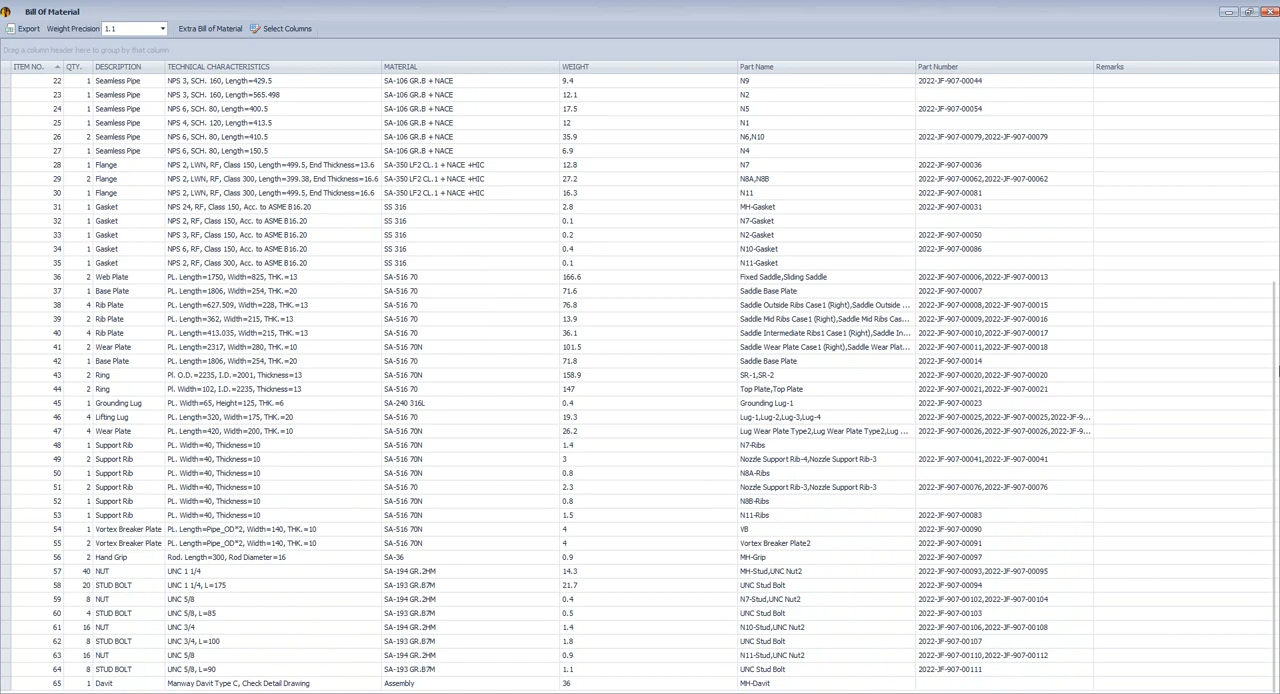 Bill Of Material
Export Weight Precision 1.1 Extra Bill of Material Select Columns
Drag a column header here to group by that column
ITEM NO. QTY. DESCRIPTION TECHNICAL CHARACTERISTICS MATERIAL WEIGHT Part Name Part Number Remarks
22 1 Seamless Pipe NPS 3, SCH. 160, Length=429.5 SA-106 GR.B + NACE 9.4 N9 2022-JF-907-00044
23 1 Seamless Pipe NPS 3, SCH. 160, Length=565.498 SA-106 GR.B + NACE 12.1 N2
24 1 Seamless Pipe NPS 6, SCH. 80, Length=400.5 SA-106 GR.B + NACE 17.5 N5 2022-JF-907-00054
25 1 Seamless Pipe NPS 4, SCH. 120, Length=413.5 SA-106 GR.B + NACE 12 N1
26 2 Seamless Pipe NPS 6, SCH. 80, Length=410.5 SA-106 GR.B + NACE 35.9 N6,N10 2022-JF-907-00079,2022-JF-907-00079
27 1 Seamless Pipe NPS 6, SCH. 80, Length=150.5 SA-106 GR.B + NACE 6.9 N4
28 1 Flange NPS 2, LWN, RF, Class 150, Length=499.5, End Thickness=13.6 SA-350 LF2 CL.1 + NACE +HIC 12.8 N7 2022-JF-907-00036
29 2 Flange NPS 2, LWN, RF, Class 300, Length=399.38, End Thickness=16.6 SA-350 LF2 CL.1 + NACE +HIC 27.2 N8A,N8B 2022-JF-907-00062,2022-JF-907-00062
30 1 Flange NPS 2, LWN, RF, Class 300, Length=499.5, End Thickness=16.6 SA-350 LF2 CL.1 + NACE +HIC 16.3 N11 2022-JF-907-00081
31 1 Gasket NPS 24, RF, Class 150, Acc. to ASME B16.20 SS 316 2.8 MH-Gasket 2022-JF-907-00031
32 1 Gasket NPS 2, RF, Class 150, Acc. to ASME B16.20 SS 316 0.1 N7-Gasket
33 1 Gasket NPS 3, RF, Class 150, Acc. to ASME B16.20 SS 316 0.2 N2-Gasket 2022-JF-907-00050
34 1 Gasket NPS 6, RF, Class 150, Acc. to ASME B16.20 SS 316 0.4 N10-Gasket 2022-JF-907-00086
35 1 Gasket NPS 2, RF, Class 300, Acc. to ASME B16.20 SS 316 0.1 N11-Gasket
36 2 Web Plate PL. Length=1750, Width=825, THK.=13 SA-516 70 166.6 Fixed Saddle,Sliding Saddle 2022-JF-907-00006,2022-JF-907-00013
37 1 Base Plate PL. Length=1806, Width=254, THK.=20 SA-516 70 71.6 Saddle Base Plate 2022-JF-907-00007
38 4 Rib Plate PL. Length=627.509, Width=228, THK.=13 SA-516 70 76.8 Saddle Outside Ribs Case1 (Right),Saddle Outside ... 2022-JF-907-00008,2022-JF-907-00015
39 2 Rib Plate PL. Length=362, Width=215, THK.=13 SA-516 70 13.9 Saddle Mid Ribs Case1 (Right),Saddle Mid Ribs Cas... 2022-JF-907-00009,2022-JF-907-00016
40 4 Rib Plate PL. Length=413.035, Width=215, THK.=13 SA-516 70 36.1 Saddle Intermediate Ribs1 Case1 (Right),Saddle In... 2022-JF-907-00010,2022-JF-907-00017
41 2 Wear Plate PL. Length=2317, Width=280, THK.=10 SA-516 70N 101.5 Saddle Wear Plate Case1 (Right),Saddle Wear Plat... 2022-JF-907-00011,2022-JF-907-00018
42 1 Base Plate PL. Length=1806, Width=254, THK.=20 SA-516 70 71.8 Saddle Base Plate 2022-JF-907-00014
43 2 Ring Pl. O.D.=2235, I.D.=2001, Thickness=13 SA-516 70N 158.9 SR-1,SR-2 2022-JF-907-00020,2022-JF-907-00020
44 2 Ring Pl. Width=102, I.D.=2235, Thickness=13 SA-516 70 147 Top Plate,Top Plate 2022-JF-907-00021,2022-JF-907-00021
45 1 Grounding Lug PL. Width=65, Height=125, THK.=6 SA-240 316L 0.4 Grounding Lug-1 2022-JF-907-00023
46 4 Lifting Lug PL. Length=320, Width=175, THK.=20 SA-516 70 19.3 Lug-1,Lug-2,Lug-3,Lug-4 2022-JF-907-00025,2022-JF-907-00025,2022-JF-9...
47 4 Wear Plate PL. Length=420, Width=200, THK.=10 SA-516 70N 26.2 Lug Wear Plate Type2,Lug Wear Plate Type2,Lug ... 2022-JF-907-00026,2022-JF-907-00026,2022-JF-9...
48 1 Support Rib PL. Width=40, Thickness=10 SA-516 70N 1.4 N7-Ribs
49 2 Support Rib PL. Width=40, Thickness=10 SA-516 70N 3 Nozzle Support Rib-4,Nozzle Support Rib-3 2022-JF-907-00041,2022-JF-907-00041
50 1 Support Rib PL. Width=40, Thickness=10 SA-516 70N 0.8 N8A-Ribs
51 2 Support Rib PL. Width=40, Thickness=10 SA-516 70N 2.3 Nozzle Support Rib-3,Nozzle Support Rib-3 2022-JF-907-00076,2022-JF-907-00076
52 1 Support Rib PL. Width=40, Thickness=10 SA-516 70N 0.8 N8B-Ribs
53 1 Support Rib PL. Width=40, Thickness=10 SA-516 70N 1.5 N11-Ribs 2022-JF-907-00083
54 1 Vortex Breaker Plate PL. Length=Pipe_OD*2, Width=140, THK.=10 SA-516 70N 4 VB 2022-JF-907-00090
55 2 Vortex Breaker Plate PL. Length=Pipe_OD*2, Width=140, THK.=10 SA-516 70N 4 Vortex Breaker Plate2 2022-JF-907-00091
56 2 Hand Grip Rod. Length=300, Rod Diameter=16 SA-36 0.9 MH-Grip 2022-JF-907-00097
57 40 NUT UNC 1 1/4 SA-194 GR.2HM 14.3 MH-Stud,UNC Nut2 2022-JF-907-00093,2022-JF-907-00095
58 20 STUD BOLT UNC 1 1/4, L=175 SA-193 GR.B7M 21.7 UNC Stud Bolt 2022-JF-907-00094
59 8 NUT UNC 5/8 SA-194 GR.2HM 0.4 N7-Stud,UNC Nut2 2022-JF-907-00102,2022-JF-907-00104
60 4 STUD BOLT UNC 5/8, L=85 SA-193 GR.B7M 0.5 UNC Stud Bolt 2022-JF-907-00103
61 16 NUT UNC 3/4 SA-194 GR.2HM 1.4 N10-Stud,UNC Nut2 2022-JF-907-00106,2022-JF-907-00108
62 8 STUD BOLT UNC 3/4, L=100 SA-193 GR.B7M 1.8 UNC Stud Bolt 2022-JF-907-00107
63 16 NUT UNC 5/8 SA-194 GR.2HM 0.9 N11-Stud,UNC Nut2 2022-JF-907-00110,2022-JF-907-00112
64 8 STUD BOLT UNC 5/8, L=90 SA-193 GR.B7M 1.1 UNC Stud Bolt 2022-JF-907-00111
65 1 Davit Manway Davit Type C, Check Detail Drawing Assembly 36 MH-Davit